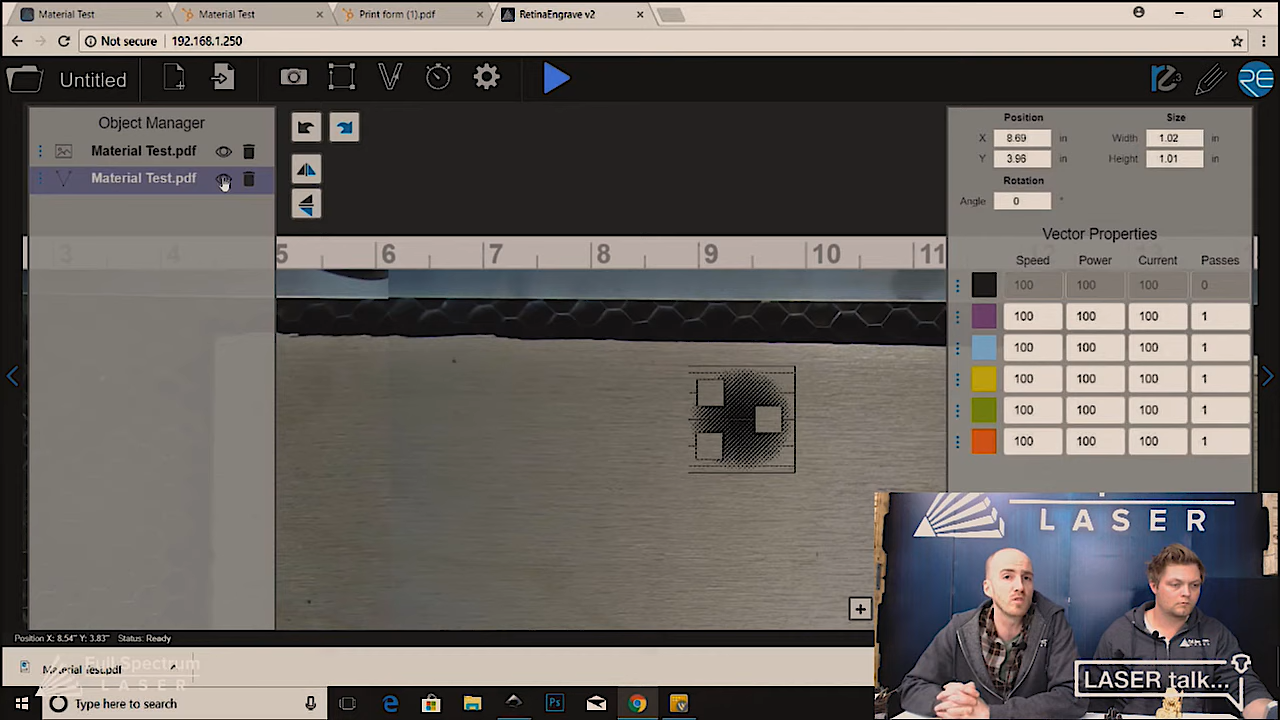 Material Test
Material Test
Print form (1).pdf
RetinaEngrave v2
Not secure
192.168.1.250
Untitled
Object Manager
Material Test.pdf
Material Test.pdf
Position
Size
X 8.69 in
Width 1.02 in
Y 3.96 in
Height 1.01 in
Rotation
Angle 0 °
Vector Properties
Speed Power Current Passes
100 100 100 0
100 100 100 1
100 100 100 1
100 100 100 1
100 100 100 1
100 100 100 1
3 4 5 6 7 8 9 10 11
LASER
Position X: 8.54" Y: 3.83" Status: Ready
Material Test.pdf
Full Spectrum
LASER
LASER talk...
Type here to search